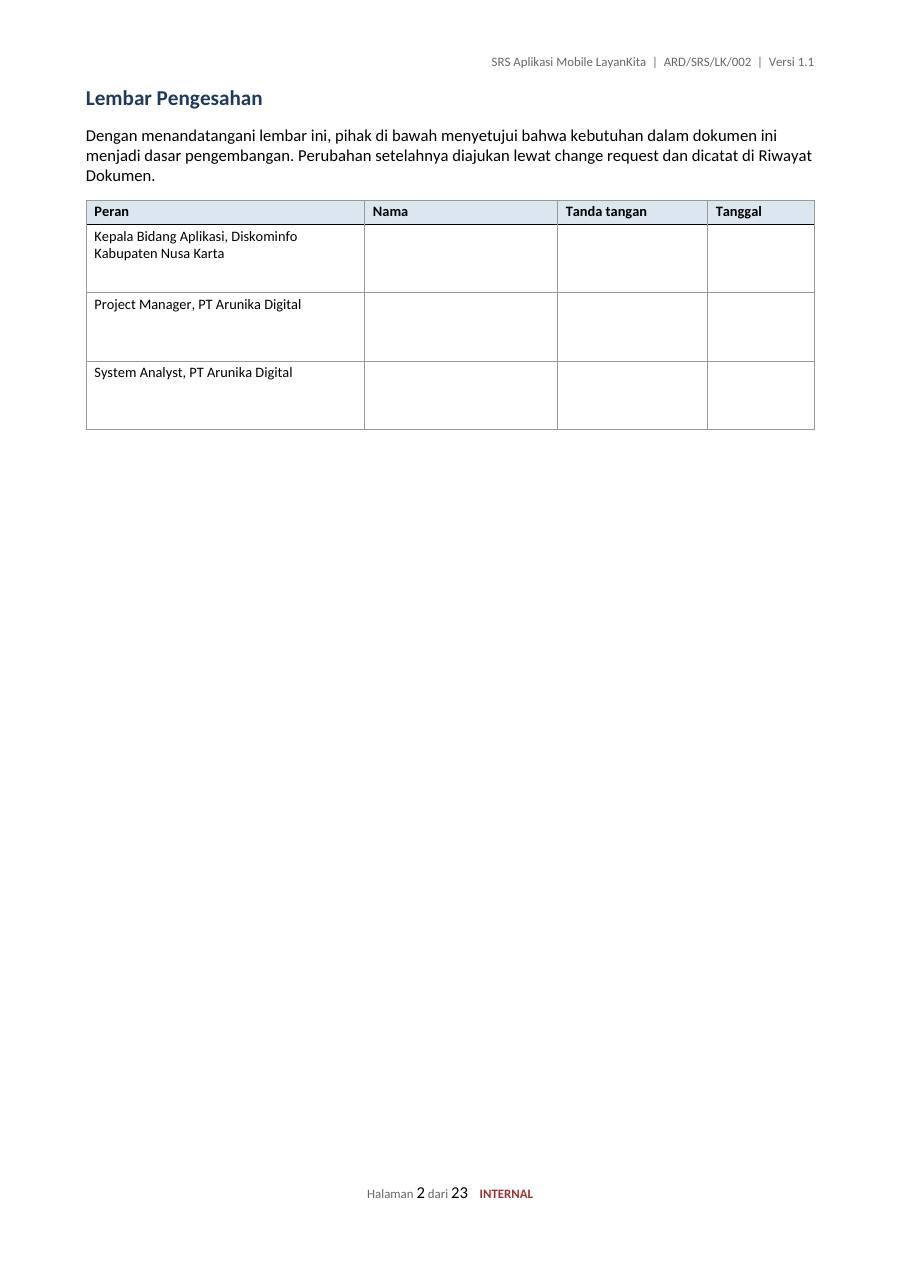 SRS Aplikasi Mobile LayanKita | ARD/SRS/LK/002 | Versi 1.1
Lembar Pengesahan
Dengan menandatangani lembar ini, pihak di bawah menyetujui bahwa kebutuhan dalam dokumen ini
menjadi dasar pengembangan. Perubahan setelahnya diajukan lewat change request dan dicatat di Riwayat
Dokumen.
Peran Nama Tanda tangan Tanggal
Kepala Bidang Aplikasi, Diskominfo
Kabupaten Nusa Karta
Project Manager, PT Arunika Digital
System Analyst, PT Arunika Digital
Halaman 2 dari 23 INTERNAL